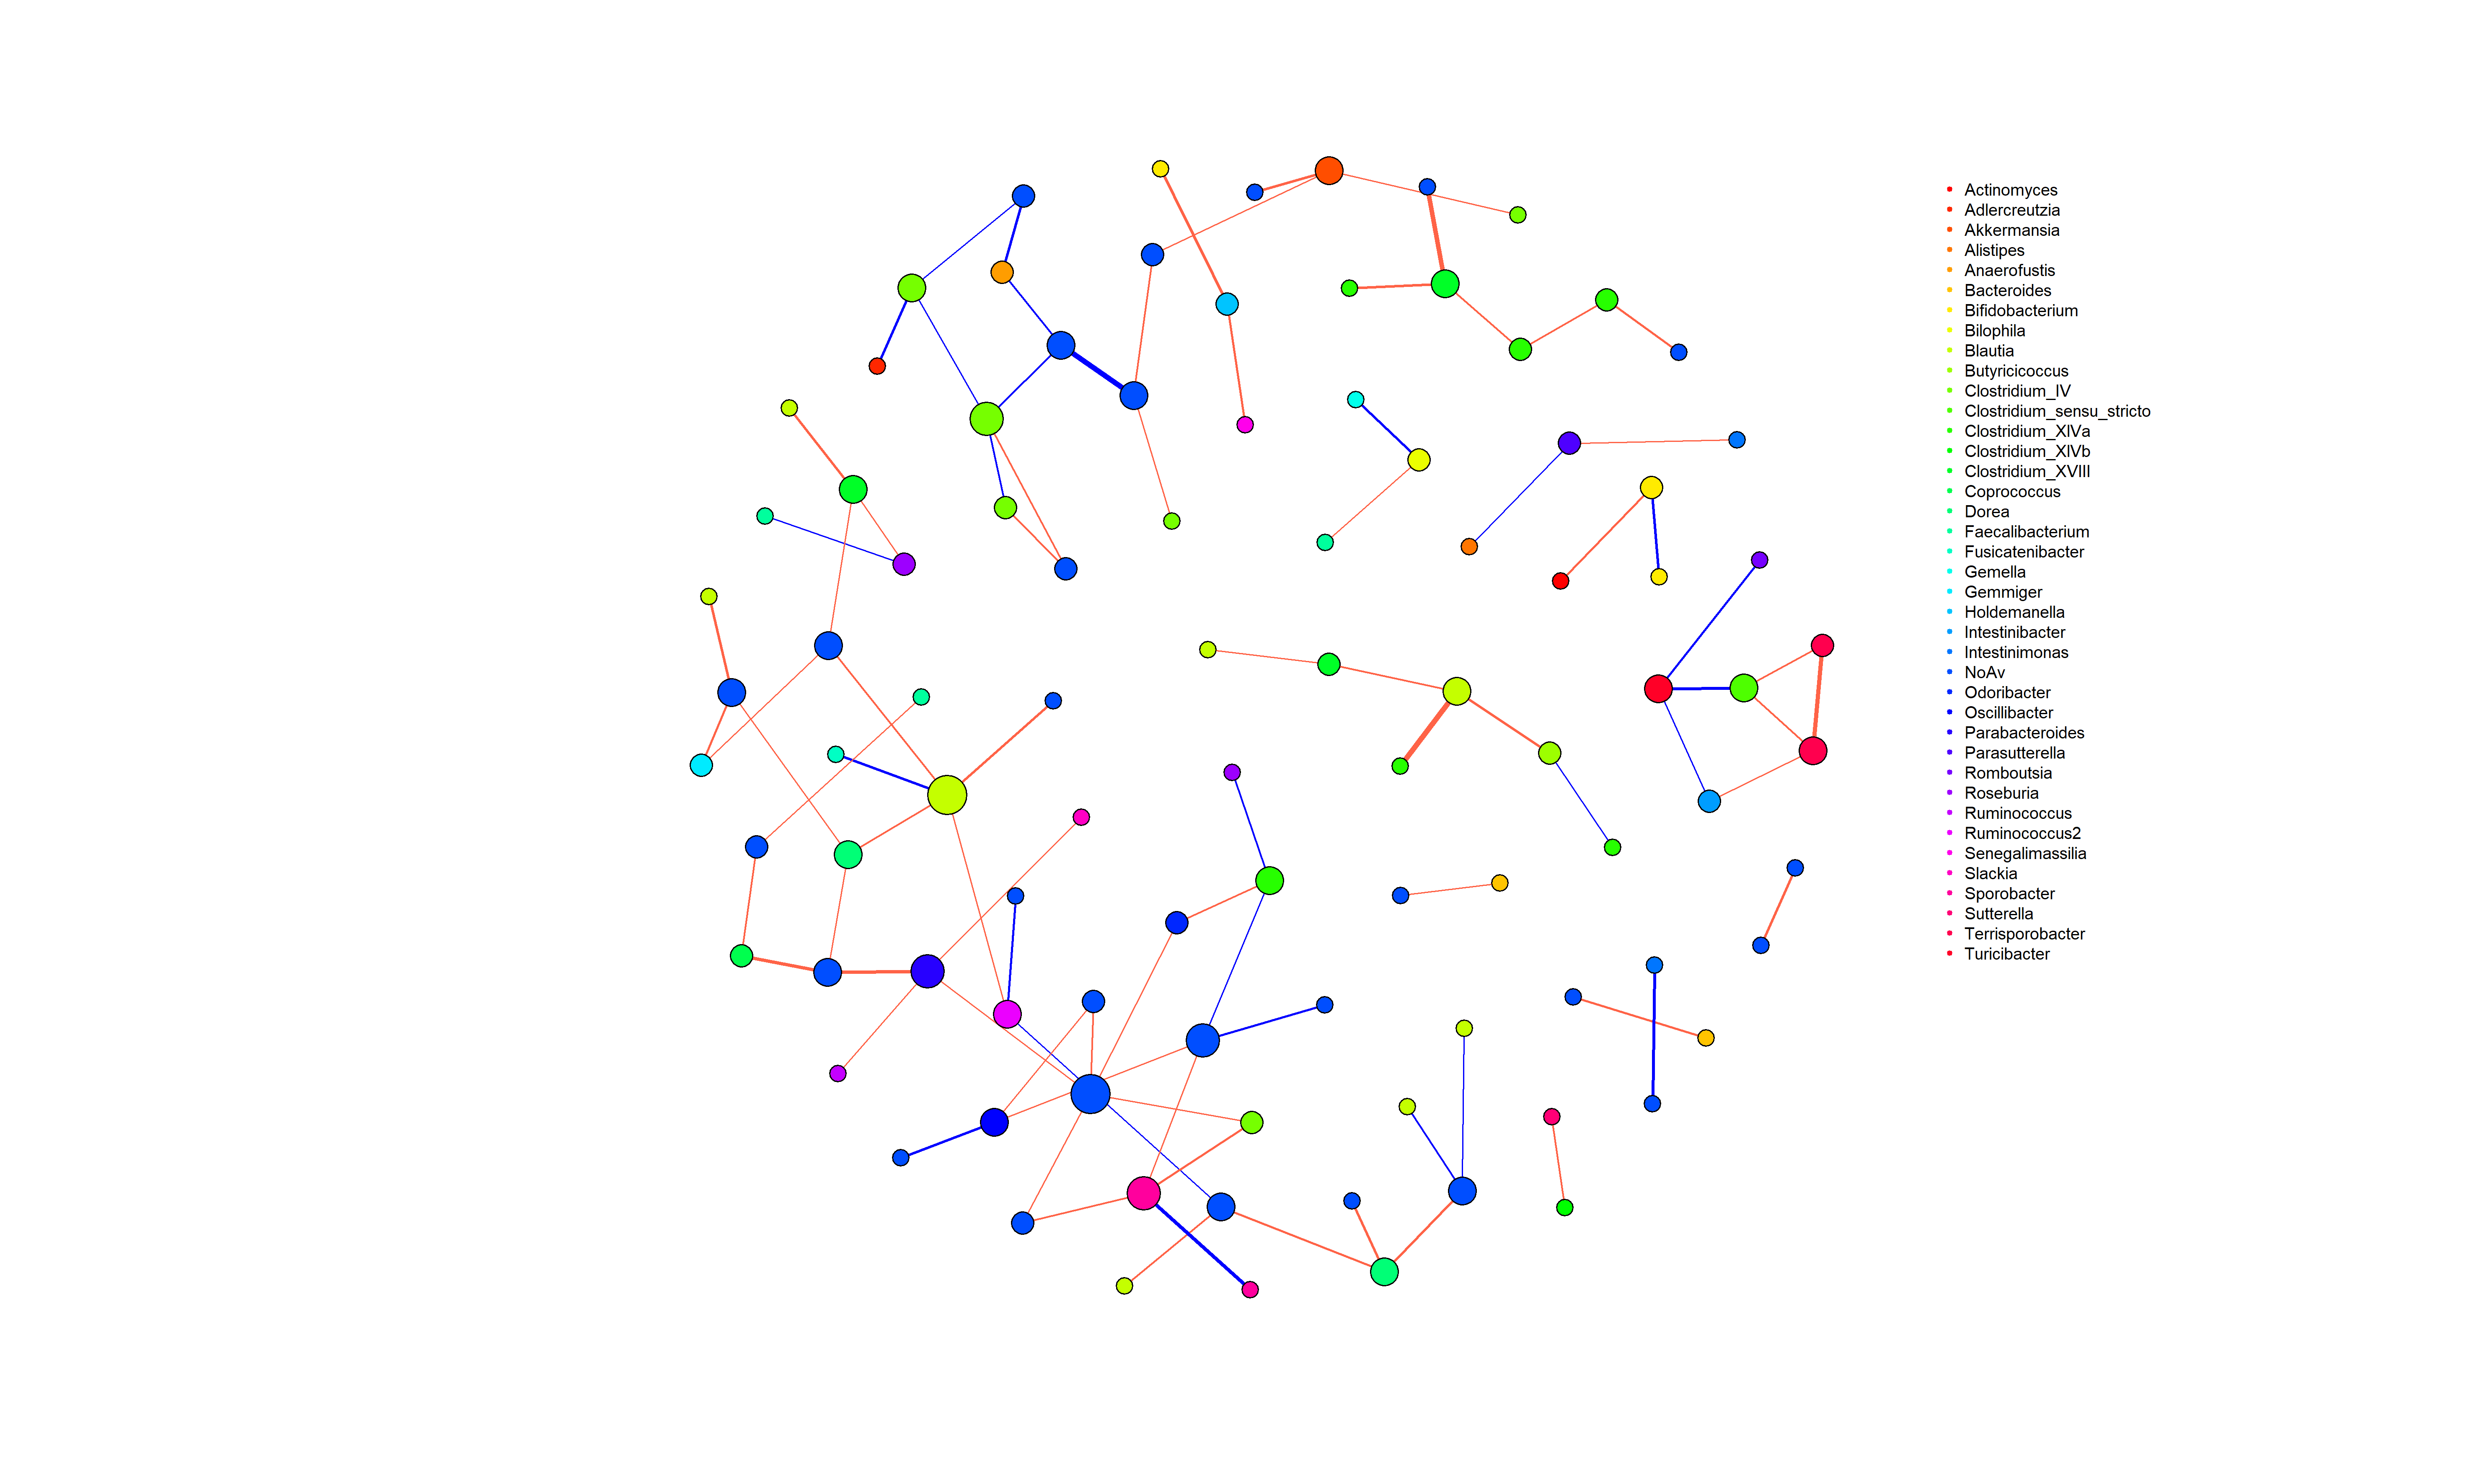 Actinomyces
Adlercreutzia
Akkermansia
Alistipes
Anaerofustis
Bacteroides
Bifidobacterium
Bilophila
Blautia
Butyricicoccus
Clostridium_IV
Clostridium_sensu_stricto
Clostridium_XlVa
Clostridium_XlVb
Clostridium_XVIII
Coprococcus
Dorea
Faecalibacterium
Fusicatenibacter
Gemella
Gemmiger
Holdemanella
Intestinibacter
Intestinimonas
NoAv
Odoribacter
Oscillibacter
Parabacteroides
Parasutterella
Romboutsia
Roseburia
Ruminococcus
Ruminococcus2
Senegalimassilia
Slackia
Sporobacter
Sutterella
Terrisporobacter
Turicibacter